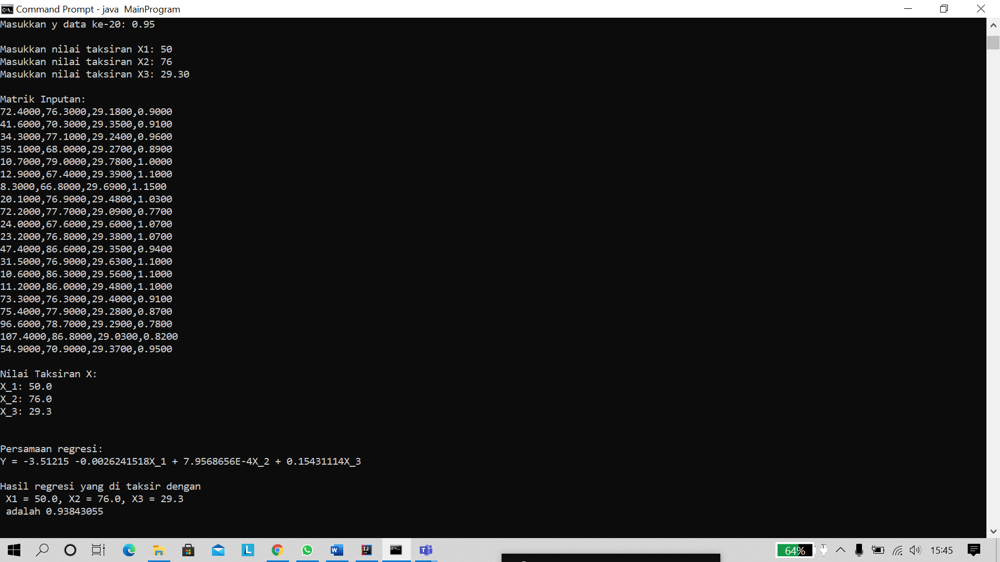 Command Prompt - java  MainProgram
Masukkan y data ke-20: 0.95
Masukkan nilai taksiran X1: 50
Masukkan nilai taksiran X2: 76
Masukkan nilai taksiran X3: 29.30
Matrik Inputan:
72.4000,76.3000,29.1800,0.9000
41.6000,70.3000,29.3500,0.9100
34.3000,77.1000,29.2400,0.9600
35.1000,68.0000,29.2700,0.8900
10.7000,79.0000,29.7800,1.0000
12.9000,67.4000,29.3900,1.1000
8.3000,66.8000,29.6900,1.1500
20.1000,76.9000,29.4800,1.0300
72.2000,77.7000,29.0900,0.7700
24.0000,67.6000,29.6000,1.0700
23.2000,76.8000,29.3800,1.0700
47.4000,86.6000,29.3500,0.9400
31.5000,76.9000,29.6300,1.1000
10.6000,86.3000,29.5600,1.1000
11.2000,86.0000,29.4800,1.1000
73.3000,76.3000,29.4000,0.9100
75.4000,77.9000,29.2800,0.8700
96.6000,78.7000,29.2900,0.7800
107.4000,86.8000,29.0300,0.8200
54.9000,70.9000,29.3700,0.9500
Nilai Taksiran X:
X_1: 50.0
X_2: 76.0
X_3: 29.3
Persamaan regresi:
Y = -3.51215 -0.0026241518X_1 + 7.9568656E-4X_2 + 0.15431114X_3
Hasil regresi yang di taksir dengan
X1 = 50.0, X2 = 76.0, X3 = 29.3
adalah 0.93843055
64%
15:45